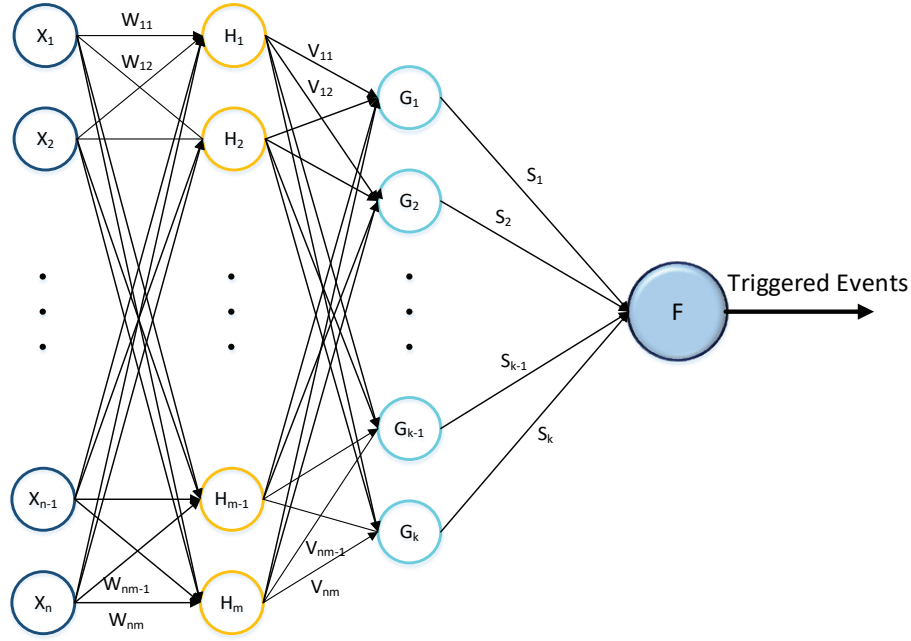 X1
W11
H1
V11
W12
V12
G1
X2
H2
S1
G2
S2
Triggered Events
F
Sk-1
Gk-1
Sk
Xn-1
Hm-1
Gk
Vnm-1
Wnm-1
Vnm
Xn
Hm
Wnm